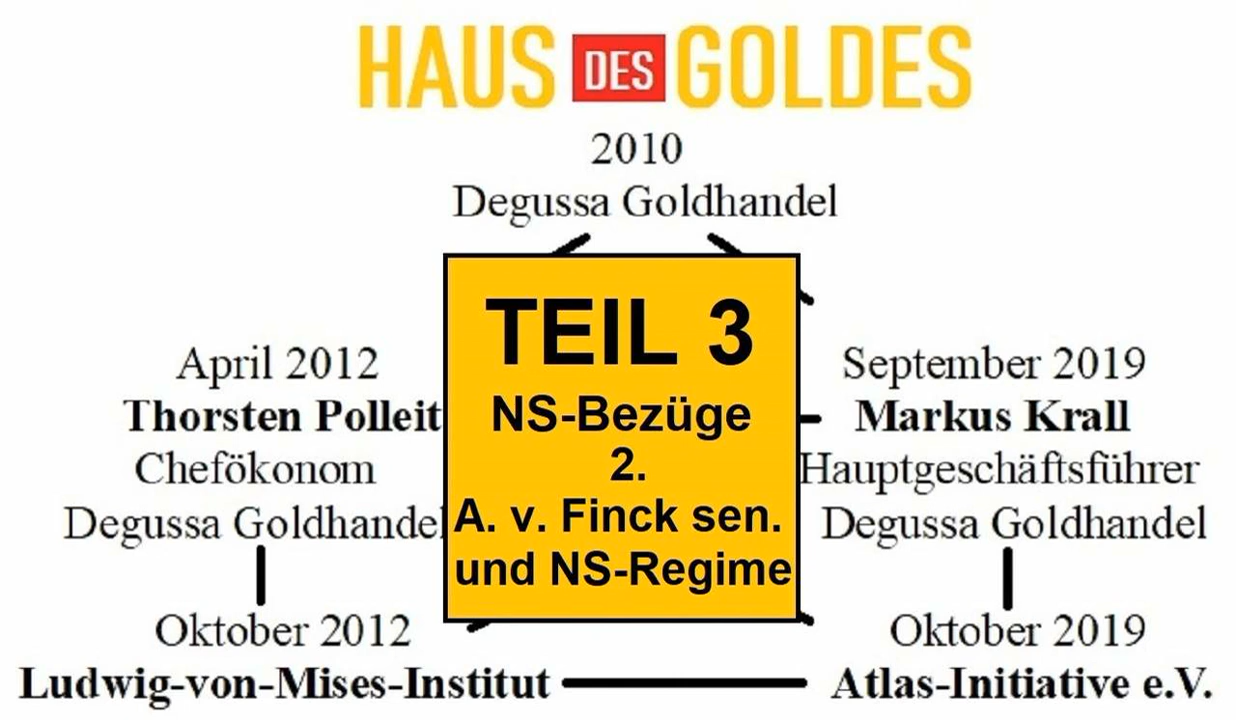 HAUS DES GOLDES
2010
Degussa Goldhandel
TEIL 3
NS-Bezüge
2.
A. v. Finck sen.
und NS-Regime
April 2012
Thorsten Polleit
Chefökonom
Degussa Goldhandel
Oktober 2012
Ludwig-von-Mises-Institut
September 2019
Markus Krall
Hauptgeschäftsführer
Degussa Goldhandel
Oktober 2019
Atlas-Initiative e.V.